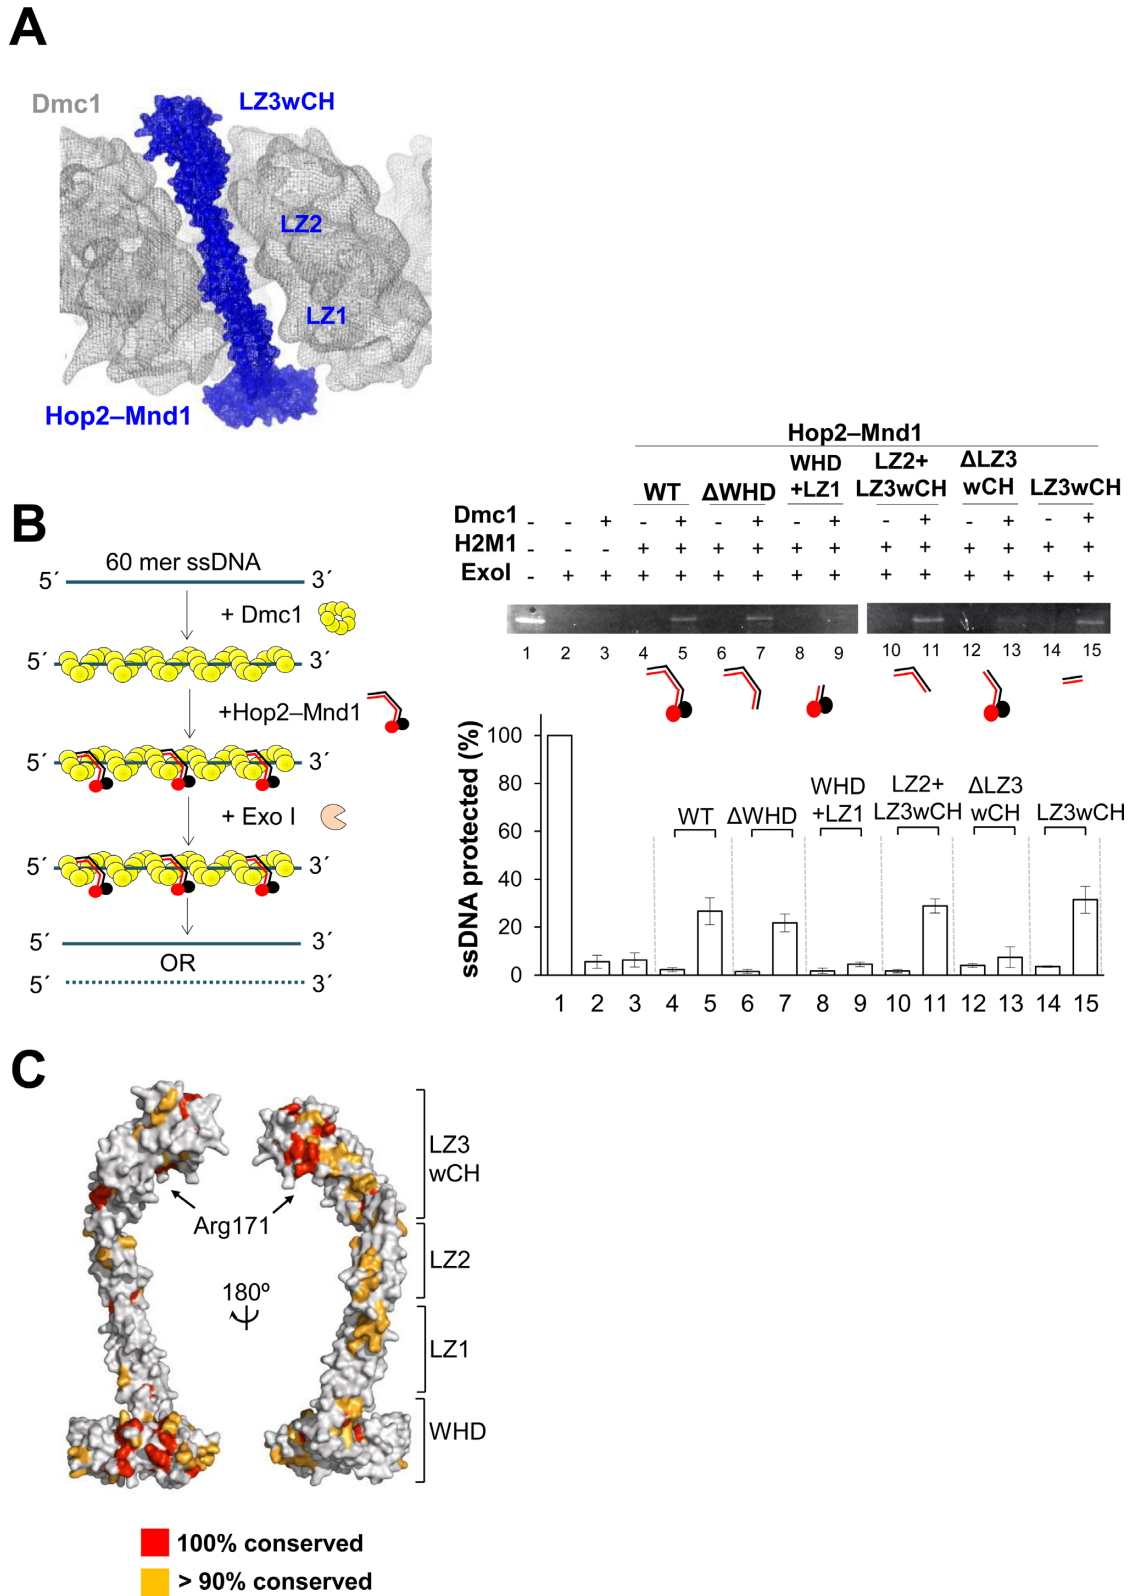 A
Dmc1
LZ3wCH
LZ2
LZ1
Hop2–Mnd1
B
5´ 60 mer ssDNA 3´
+ Dmc1
5´ 3´
+Hop2–Mnd1
5´ 3´
+ Exo I
5´ 3´
5´ 3´
OR
5´ 3´
Hop2–Mnd1
WT ΔWHD WHD +LZ1 LZ2+ LZ3wCH ΔLZ3 wCH LZ3wCH
Dmc1 - - + - + - + - + - + - + - +
H2M1 - - - + + + + + + + + + + + +
ExoI - + + + + + + + + + + + + + +
1 2 3 4 5 6 7 8 9 10 11 12 13 14 15
ssDNA protected (%)
100
80
60
40
20
0
WT ΔWHD WHD +LZ1 LZ2+ LZ3wCH ΔLZ3 wCH LZ3wCH
1 2 3 4 5 6 7 8 9 10 11 12 13 14 15
C
LZ3
wCH
Arg171
LZ2
180º
LZ1
WHD
100% conserved
> 90% conserved